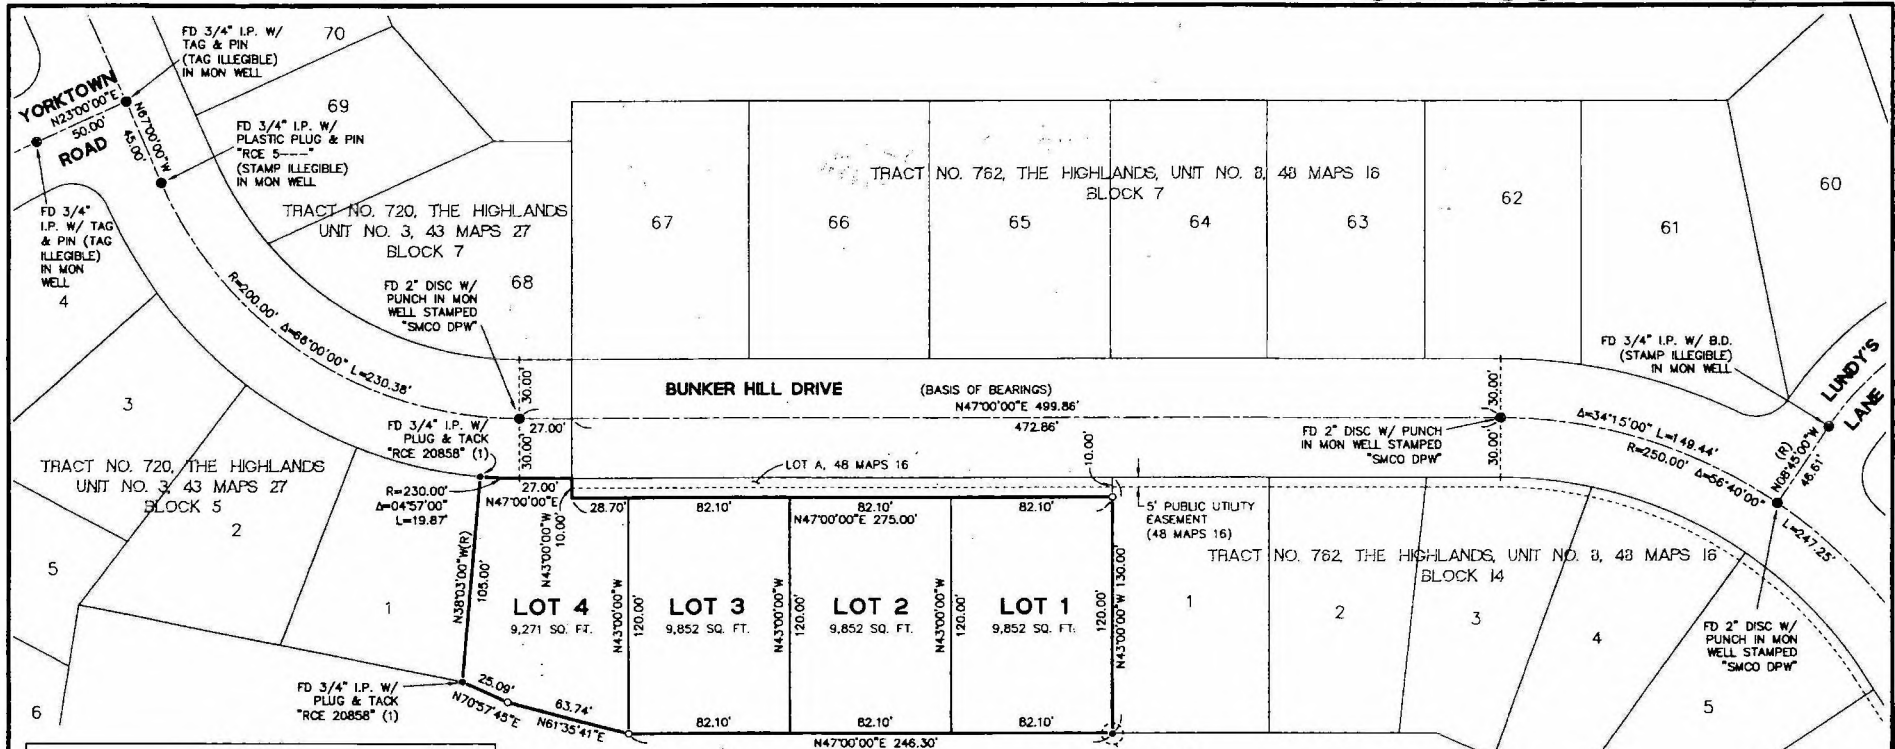 FD 3/4" I.P. W/
TAG & PIN
(TAG ILLEGIBLE)
IN MON WELL
70
YORKTOWN
ROAD
N23°00'00"E
50.00'
N67°00'00"W
45.00'
69
FD 3/4" I.P. W/
PLASTIC PLUG & PIN
"RCE 5---"
(STAMP ILLEGIBLE)
IN MON WELL
FD 3/4"
I.P. W/ TAG
& PIN (TAG
ILLEGIBLE)
IN MON
WELL
4
TRACT NO. 720, THE HIGHLANDS
UNIT NO. 3, 43 MAPS 27
BLOCK 7
68
FD 2" DISC W/
PUNCH IN MON
WELL STAMPED
"SMCO DPW"
R=200.00' Δ=66°00'00" L=230.38'
67
66
65
64
63
62
61
60
TRACT NO. 762, THE HIGHLANDS, UNIT NO. 8, 48 MAPS 16
BLOCK 7
FD 3/4" I.P. W/ B.D.
(STAMP ILLEGIBLE)
IN MON WELL
LUNDY'S
LANE
BUNKER HILL DRIVE
(BASIS OF BEARINGS)
N47°00'00"E 499.86'
472.86'
27.00'
30.00'
30.00'
30.00'
30.00'
10.00'
FD 2" DISC W/ PUNCH
IN MON WELL STAMPED
"SMCO DPW"
Δ=34°15'00" L=149.44'
R=250.00' Δ=56°40'00"
L=247.25'
N08°45'00"W
(R)
46.61'
3
FD 3/4" I.P. W/
PLUG & TACK
"RCE 20858" (1)
TRACT NO. 720, THE HIGHLANDS
UNIT NO. 3, 43 MAPS 27
BLOCK 5
2
5
1
6
R=230.00'
Δ=04°57'00"
L=19.87'
27.00'
N47°00'00"E
N43°00'00"W
10.00'
LOT A, 48 MAPS 16
28.70'
82.10'
82.10'
82.10'
N47°00'00"E 275.00'
5' PUBLIC UTILITY
EASEMENT
(48 MAPS 16)
TRACT NO. 762, THE HIGHLANDS, UNIT NO. 8, 48 MAPS 16
BLOCK 14
N38°03'00"W(R)
105.00'
LOT 4
9,271 SQ. FT.
N43°00'00"W
120.00'
LOT 3
9,852 SQ. FT.
N43°00'00"W
120.00'
LOT 2
9,852 SQ. FT.
N43°00'00"W
120.00'
LOT 1
9,852 SQ. FT.
120.00'
N43°00'00"W 130.00'
1
2
3
4
5
FD 2" DISC W/
PUNCH IN MON
WELL STAMPED
"SMCO DPW"
FD 3/4" I.P. W/
PLUG & TACK
"RCE 20858" (1)
25.09'
N70°57'45"E
63.74'
N61°35'41"E
82.10'
82.10'
82.10'
N47°00'00"E 246.30'